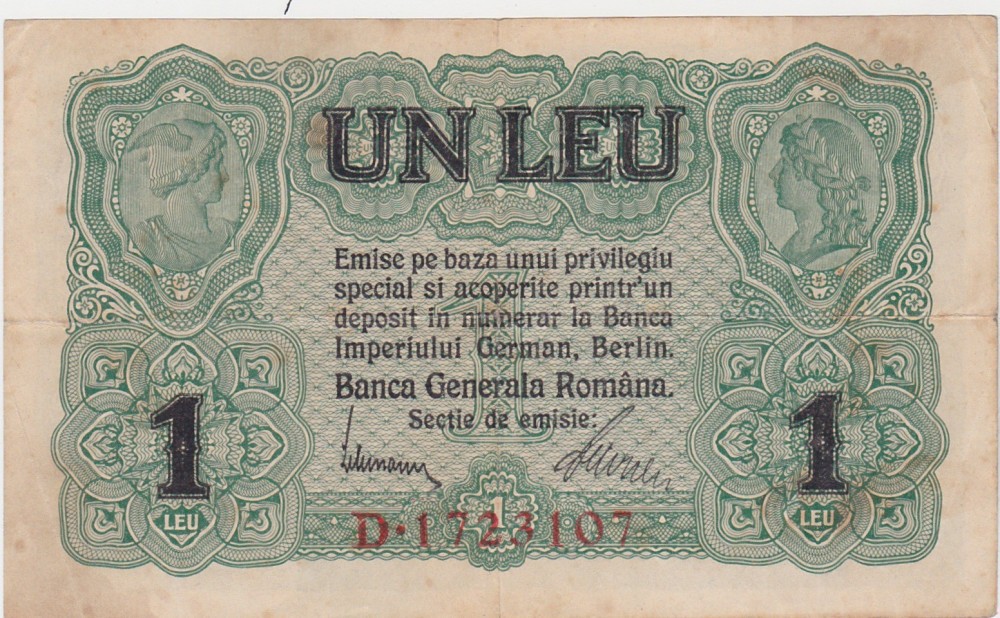 UN LEU
Emise pe baza unui privilegiu
special si acoperite printr'un
deposit in numerar la Banca
Imperiului German, Berlin.
Banca Generala Româna.
Sectie de emisie:
1
1
1
LEU
1
LEU
D·1723107